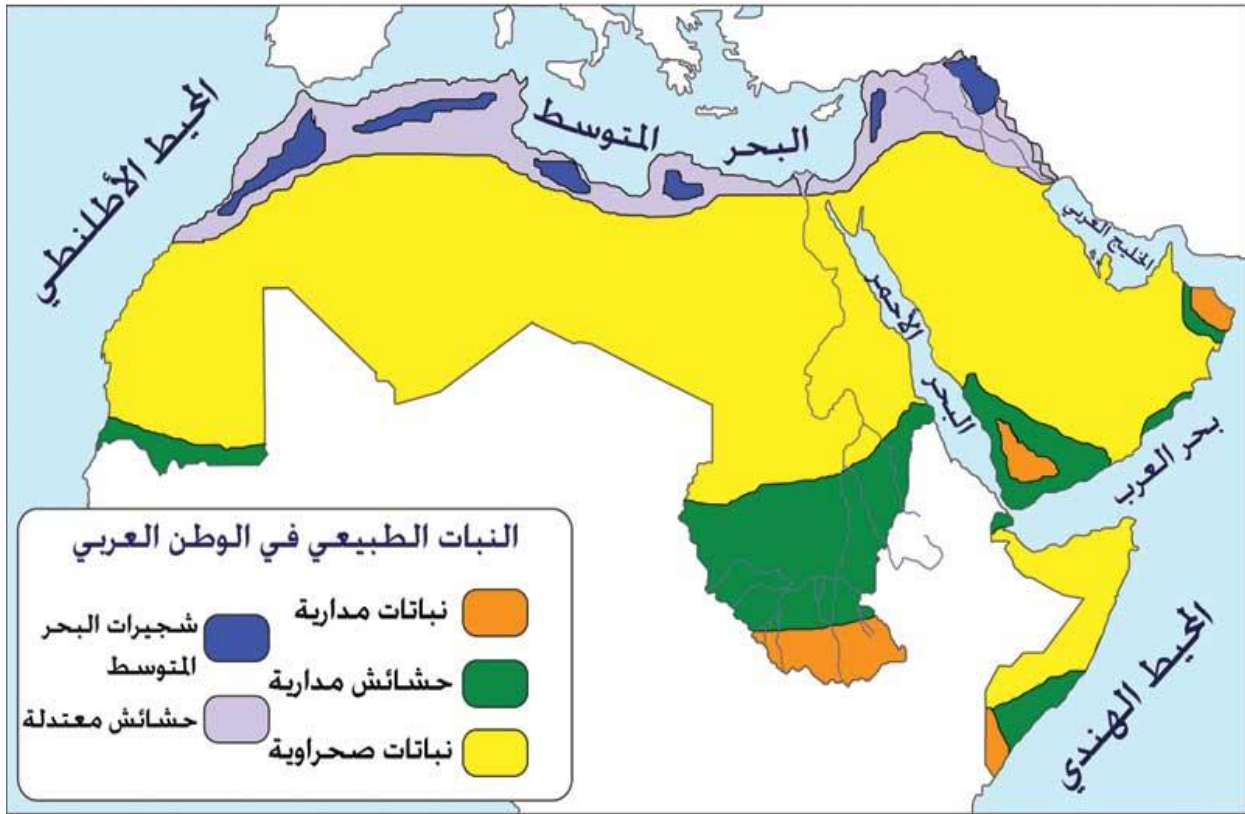 المحيط الأطلنطي
البحر المتوسط
الخليج العربي
البحر الأحمر
بحر العرب
المحيط الهندي
النبات الطبيعي في الوطن العربي
نباتات مدارية
حشائش مدارية
نباتات صحراوية
شجيرات البحر
المتوسط
حشائش معتدلة